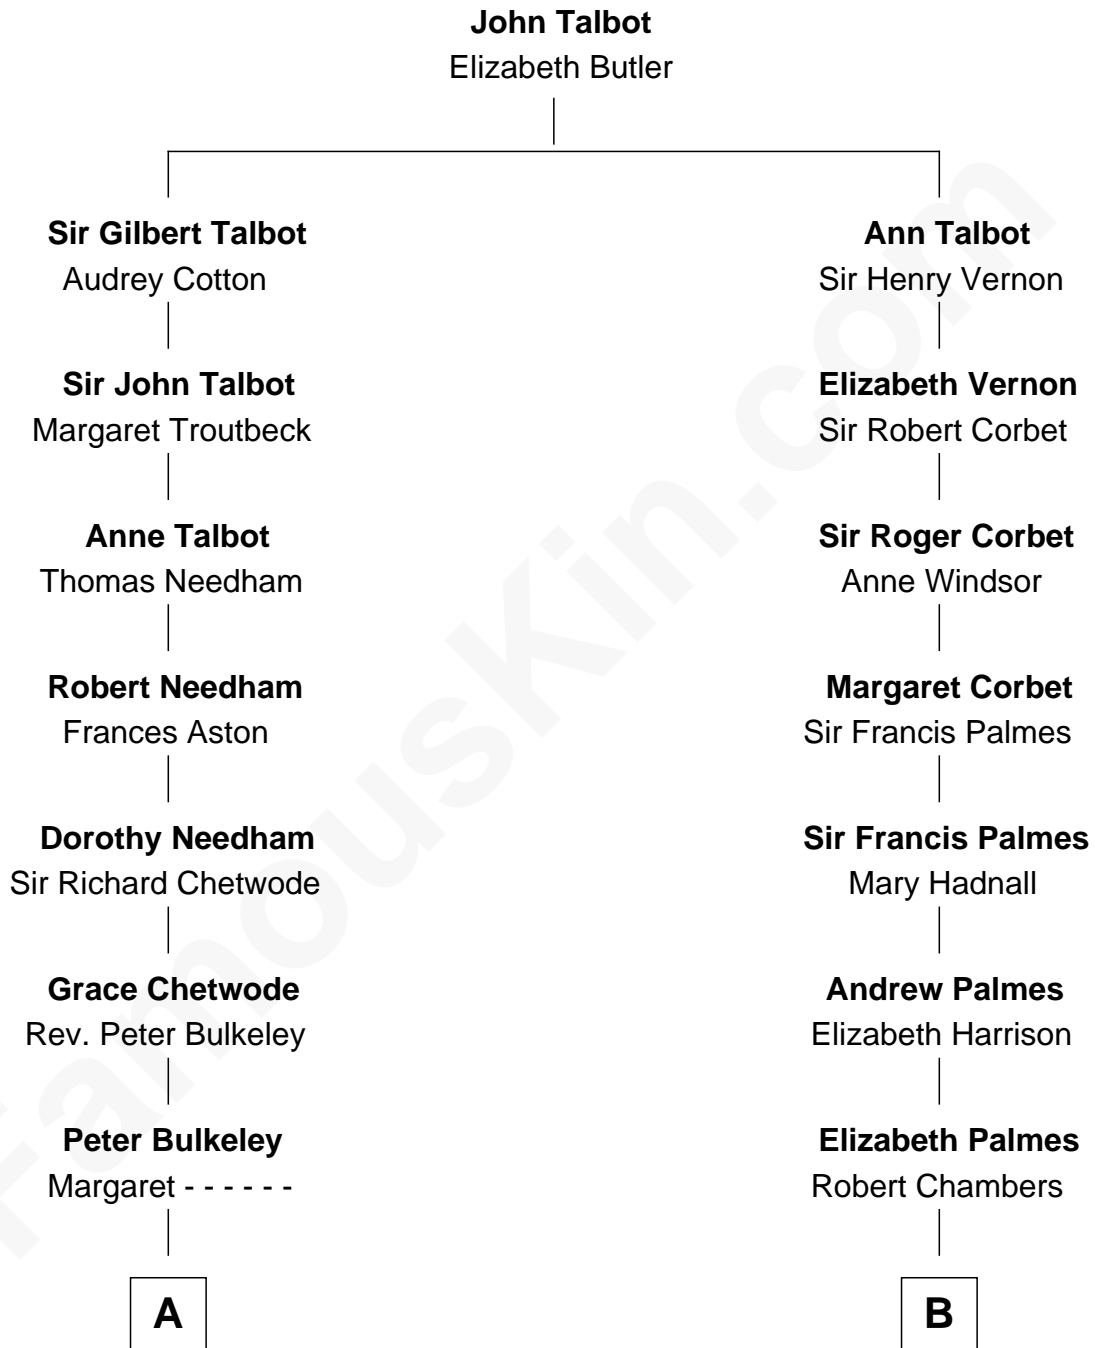 John Talbot
Elizabeth Butler
Sir Gilbert Talbot
Audrey Cotton
Sir John Talbot
Margaret Troutbeck
Anne Talbot
Thomas Needham
Robert Needham
Frances Aston
Dorothy Needham
Sir Richard Chetwode
Grace Chetwode
Rev. Peter Bulkeley
Peter Bulkeley
Margaret - - - - - -
A
Ann Talbot
Sir Henry Vernon
Elizabeth Vernon
Sir Robert Corbet
Sir Roger Corbet
Anne Windsor
Margaret Corbet
Sir Francis Palmes
Sir Francis Palmes
Mary Hadnall
Andrew Palmes
Elizabeth Harrison
Elizabeth Palmes
Robert Chambers
B
FamousKin.com